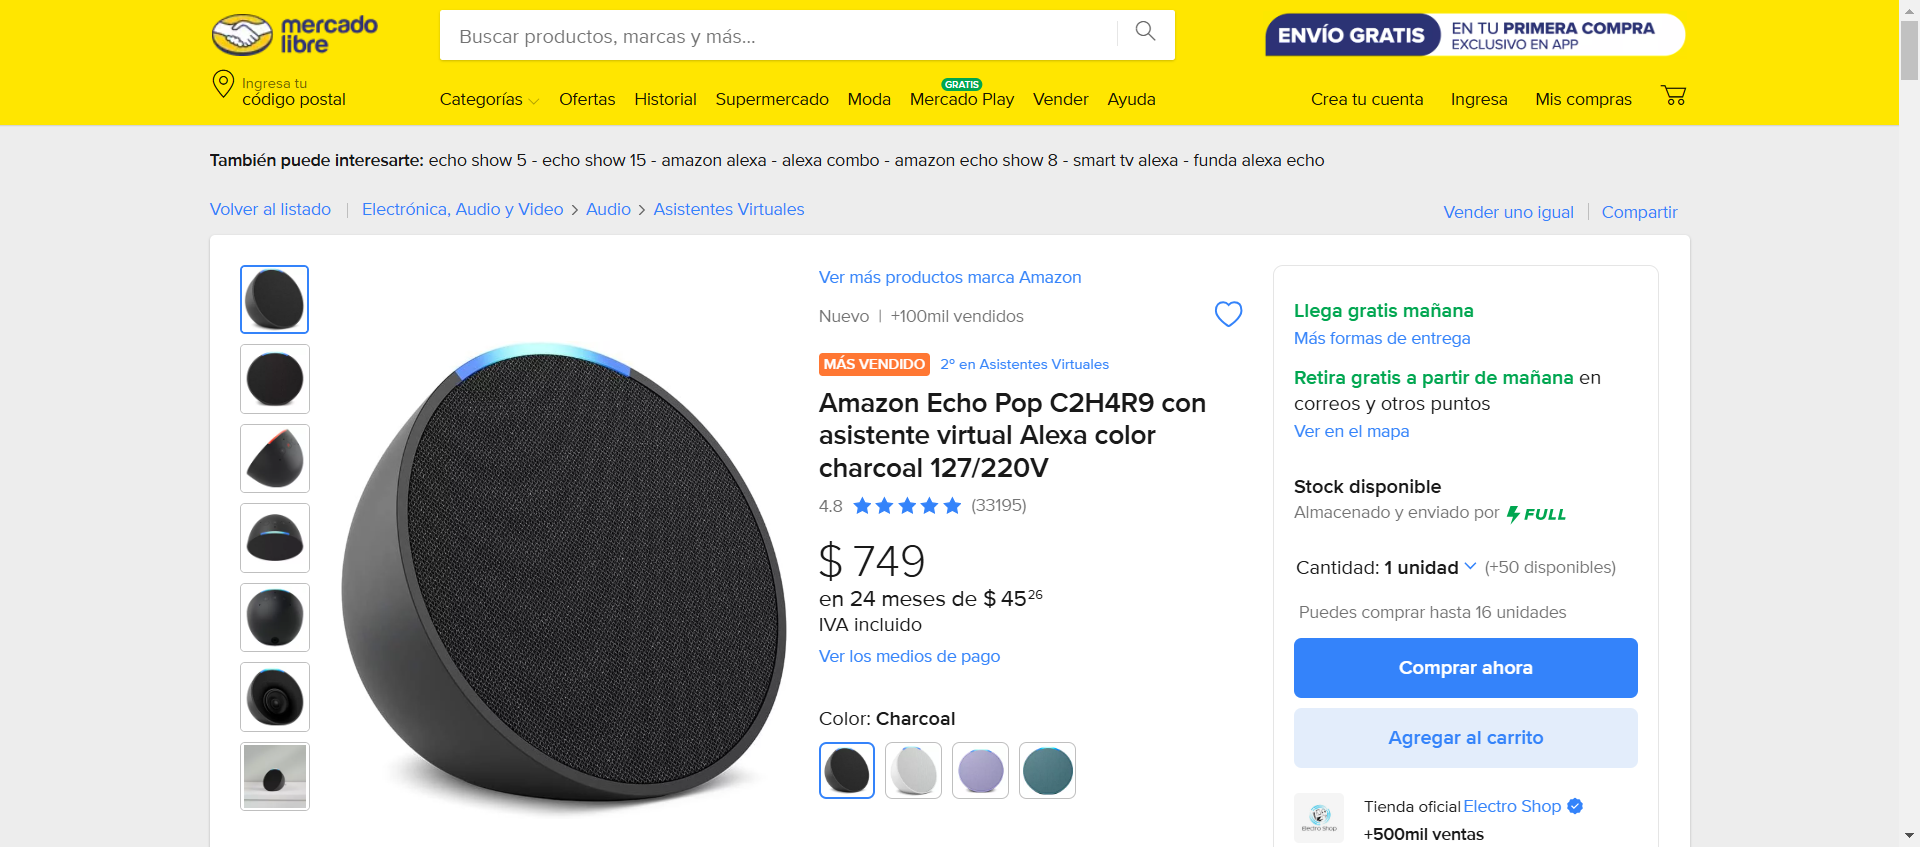 mercado
libre
Buscar productos, marcas y más...
ENVÍO GRATIS
EN TU PRIMERA COMPRA
EXCLUSIVO EN APP
Ingresa tu
código postal
Categorías
Ofertas
Historial
Supermercado
Moda
GRATIS
Mercado Play
Vender
Ayuda
Crea tu cuenta
Ingresa
Mis compras
También puede interesarte: echo show 5 - echo show 15 - amazon alexa - alexa combo - amazon echo show 8 - smart tv alexa - funda alexa echo
Volver al listado | Electrónica, Audio y Video > Audio > Asistentes Virtuales
Vender uno igual | Compartir
Ver más productos marca Amazon
Nuevo | +100mil vendidos
MÁS VENDIDO 2º en Asistentes Virtuales
Amazon Echo Pop C2H4R9 con
asistente virtual Alexa color
charcoal 127/220V
4.8 (33195)
$ 749
en 24 meses de $ 45 26
IVA incluido
Ver los medios de pago
Color: Charcoal
Llega gratis mañana
Más formas de entrega
Retira gratis a partir de mañana en
correos y otros puntos
Ver en el mapa
Stock disponible
Almacenado y enviado por FULL
Cantidad: 1 unidad (+50 disponibles)
Puedes comprar hasta 16 unidades
Comprar ahora
Agregar al carrito
Electro Shop
Tienda oficial Electro Shop
+500mil ventas